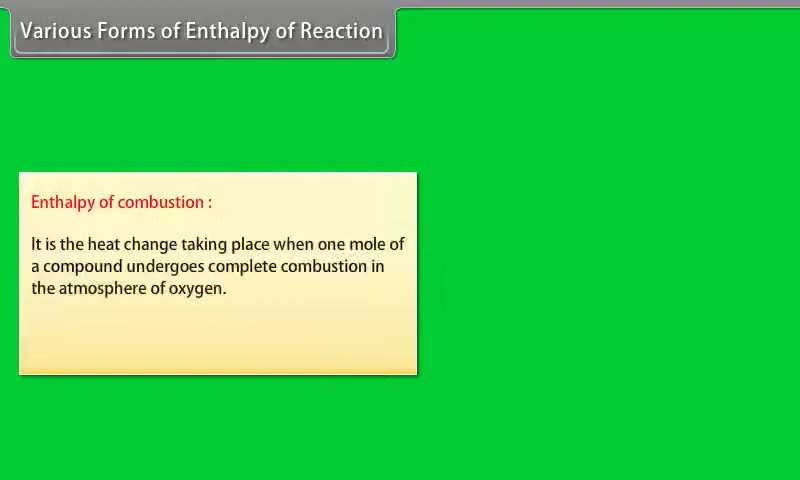 Various Forms of Enthalpy of Reaction
Enthalpy of combustion :
It is the heat change taking place when one mole of
a compound undergoes complete combustion in
the atmosphere of oxygen.